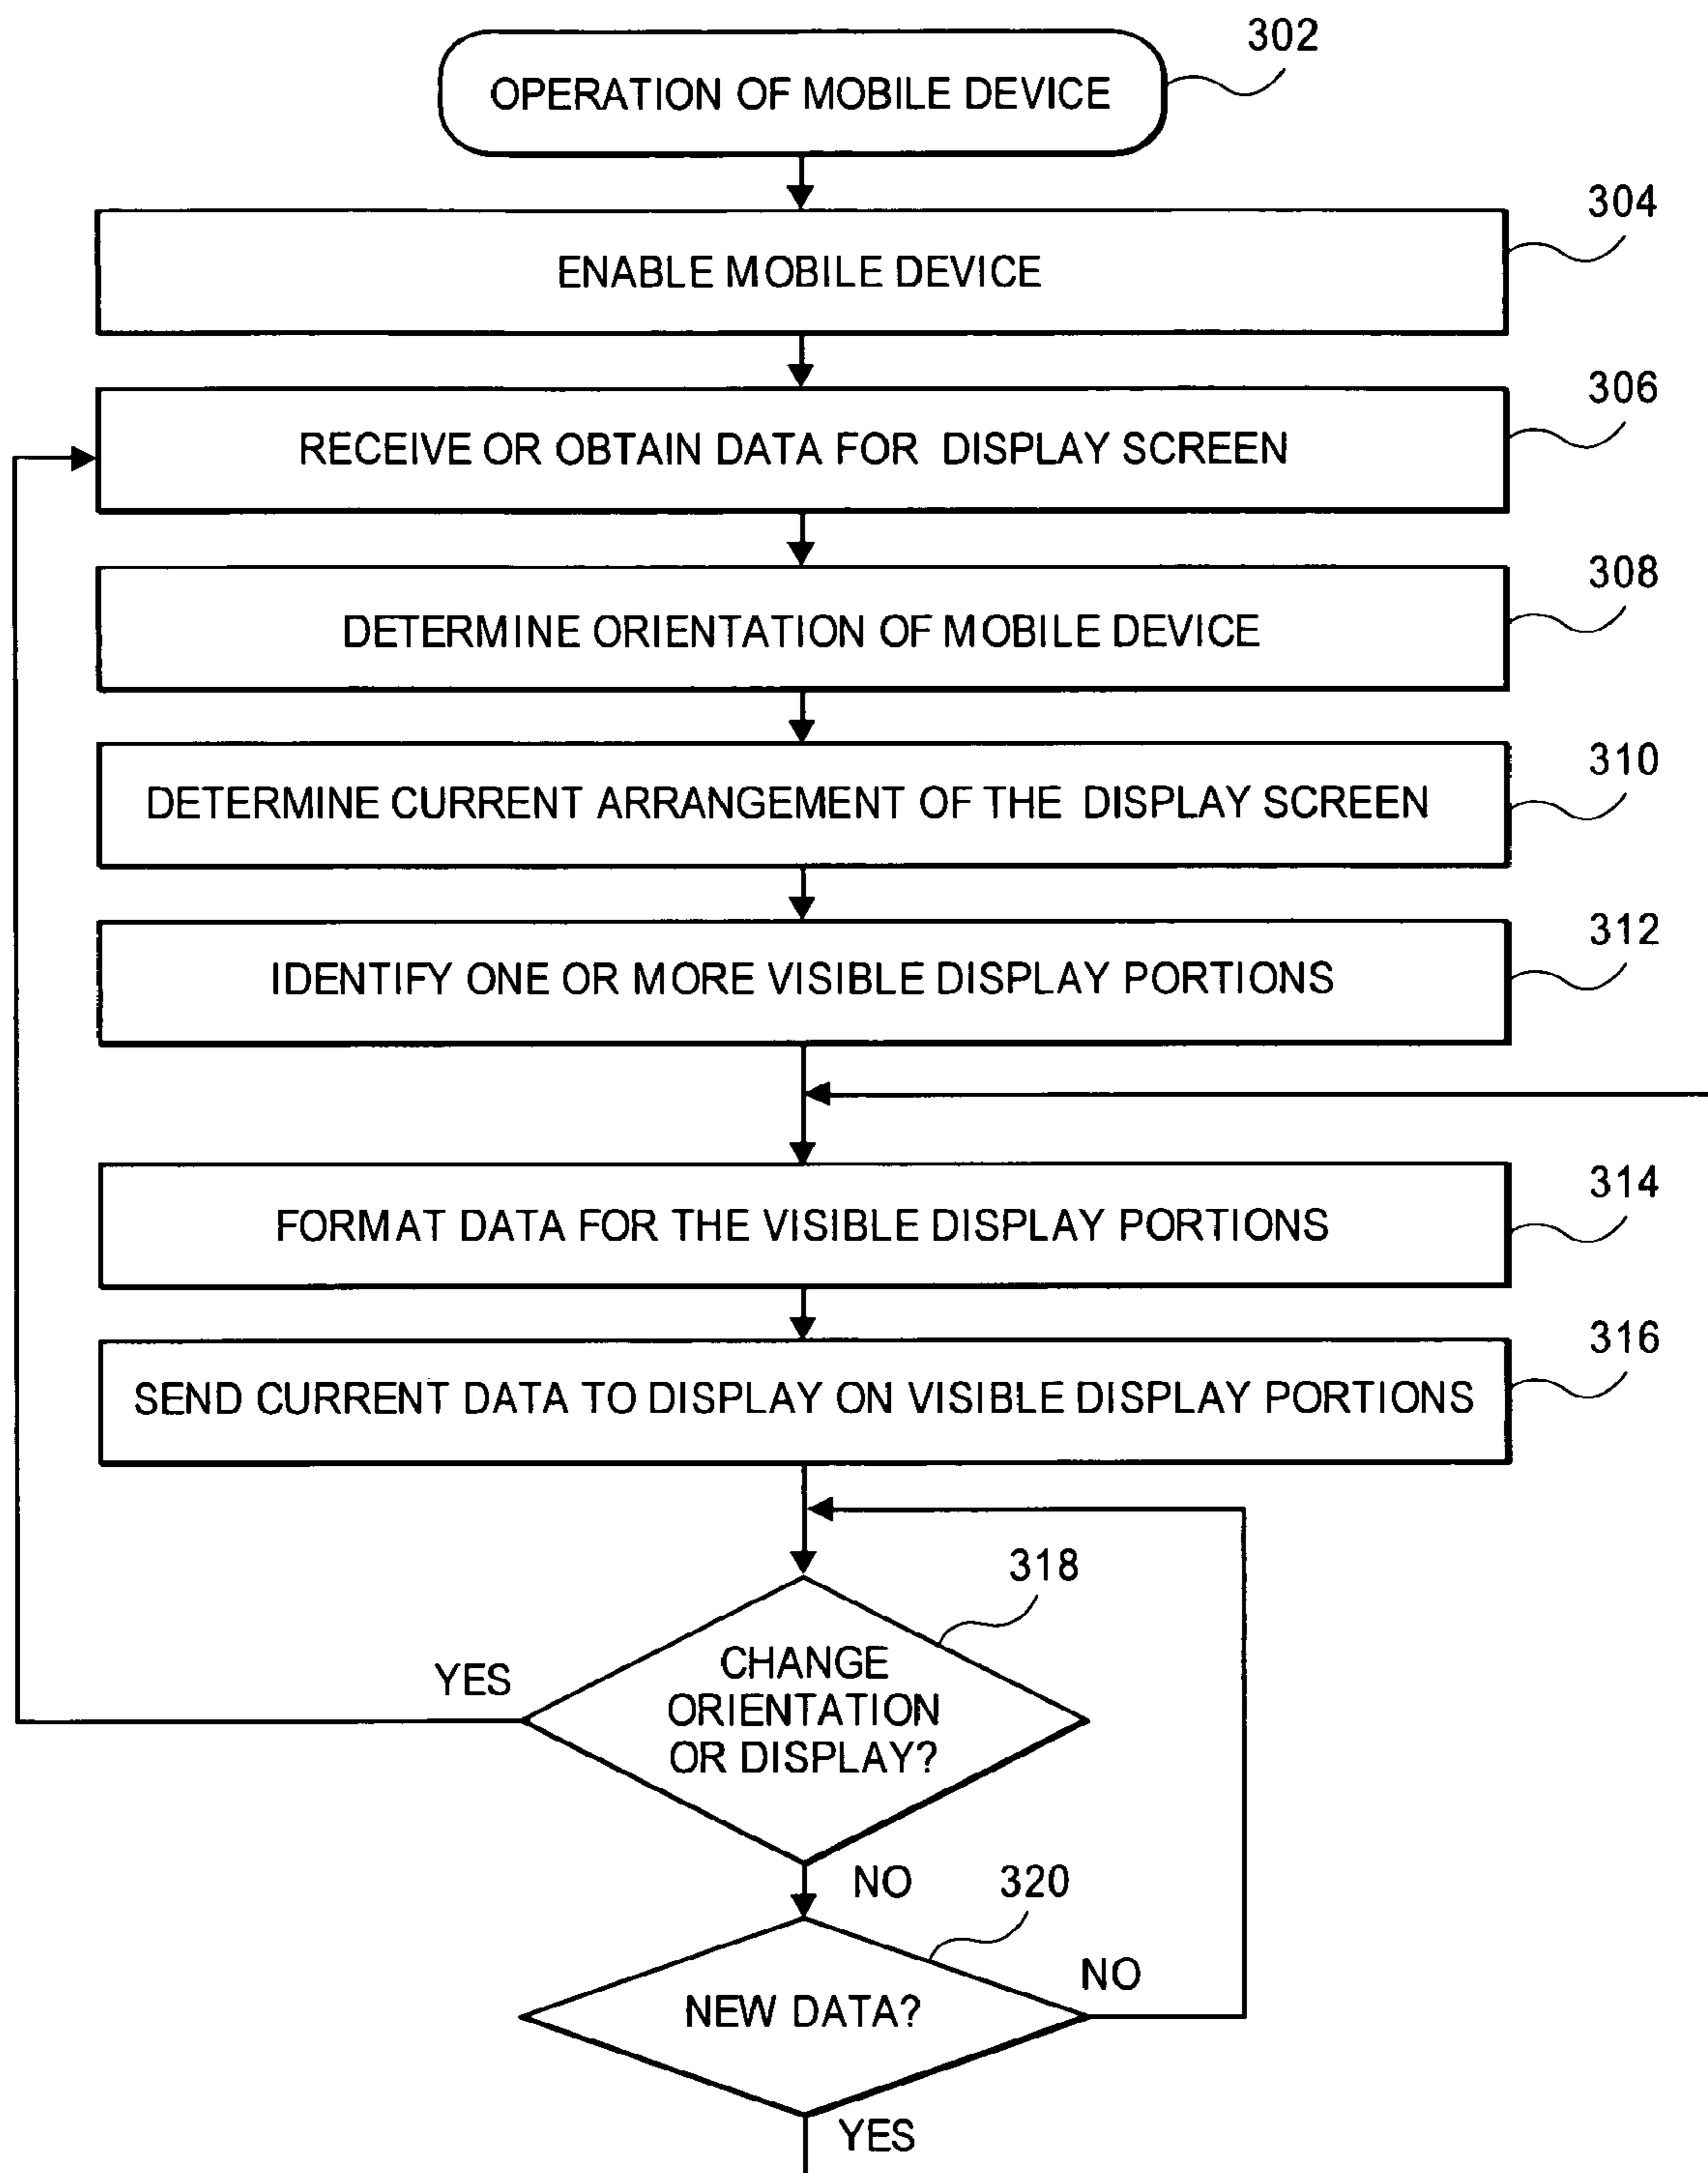 302
OPERATION OF MOBILE DEVICE
304
ENABLE MOBILE DEVICE
306
RECEIVE OR OBTAIN DATA FOR DISPLAY SCREEN
308
DETERMINE ORIENTATION OF MOBILE DEVICE
310
DETERMINE CURRENT ARRANGEMENT OF THE DISPLAY SCREEN
312
IDENTIFY ONE OR MORE VISIBLE DISPLAY PORTIONS
314
FORMAT DATA FOR THE VISIBLE DISPLAY PORTIONS
316
SEND CURRENT DATA TO DISPLAY ON VISIBLE DISPLAY PORTIONS
318
YES
CHANGE
ORIENTATION
OR DISPLAY?
NO
320
NO
NEW DATA?
YES